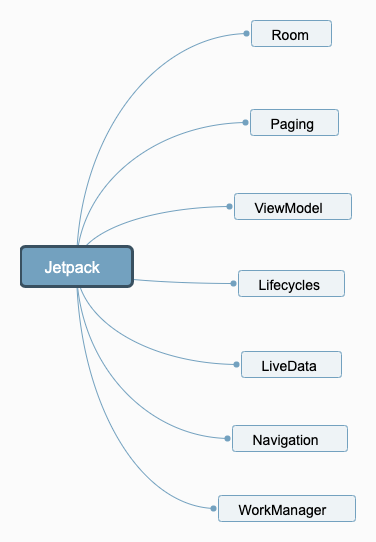 Room
Paging
ViewModel
Jetpack
Lifecycles
LiveData
Navigation
WorkManager